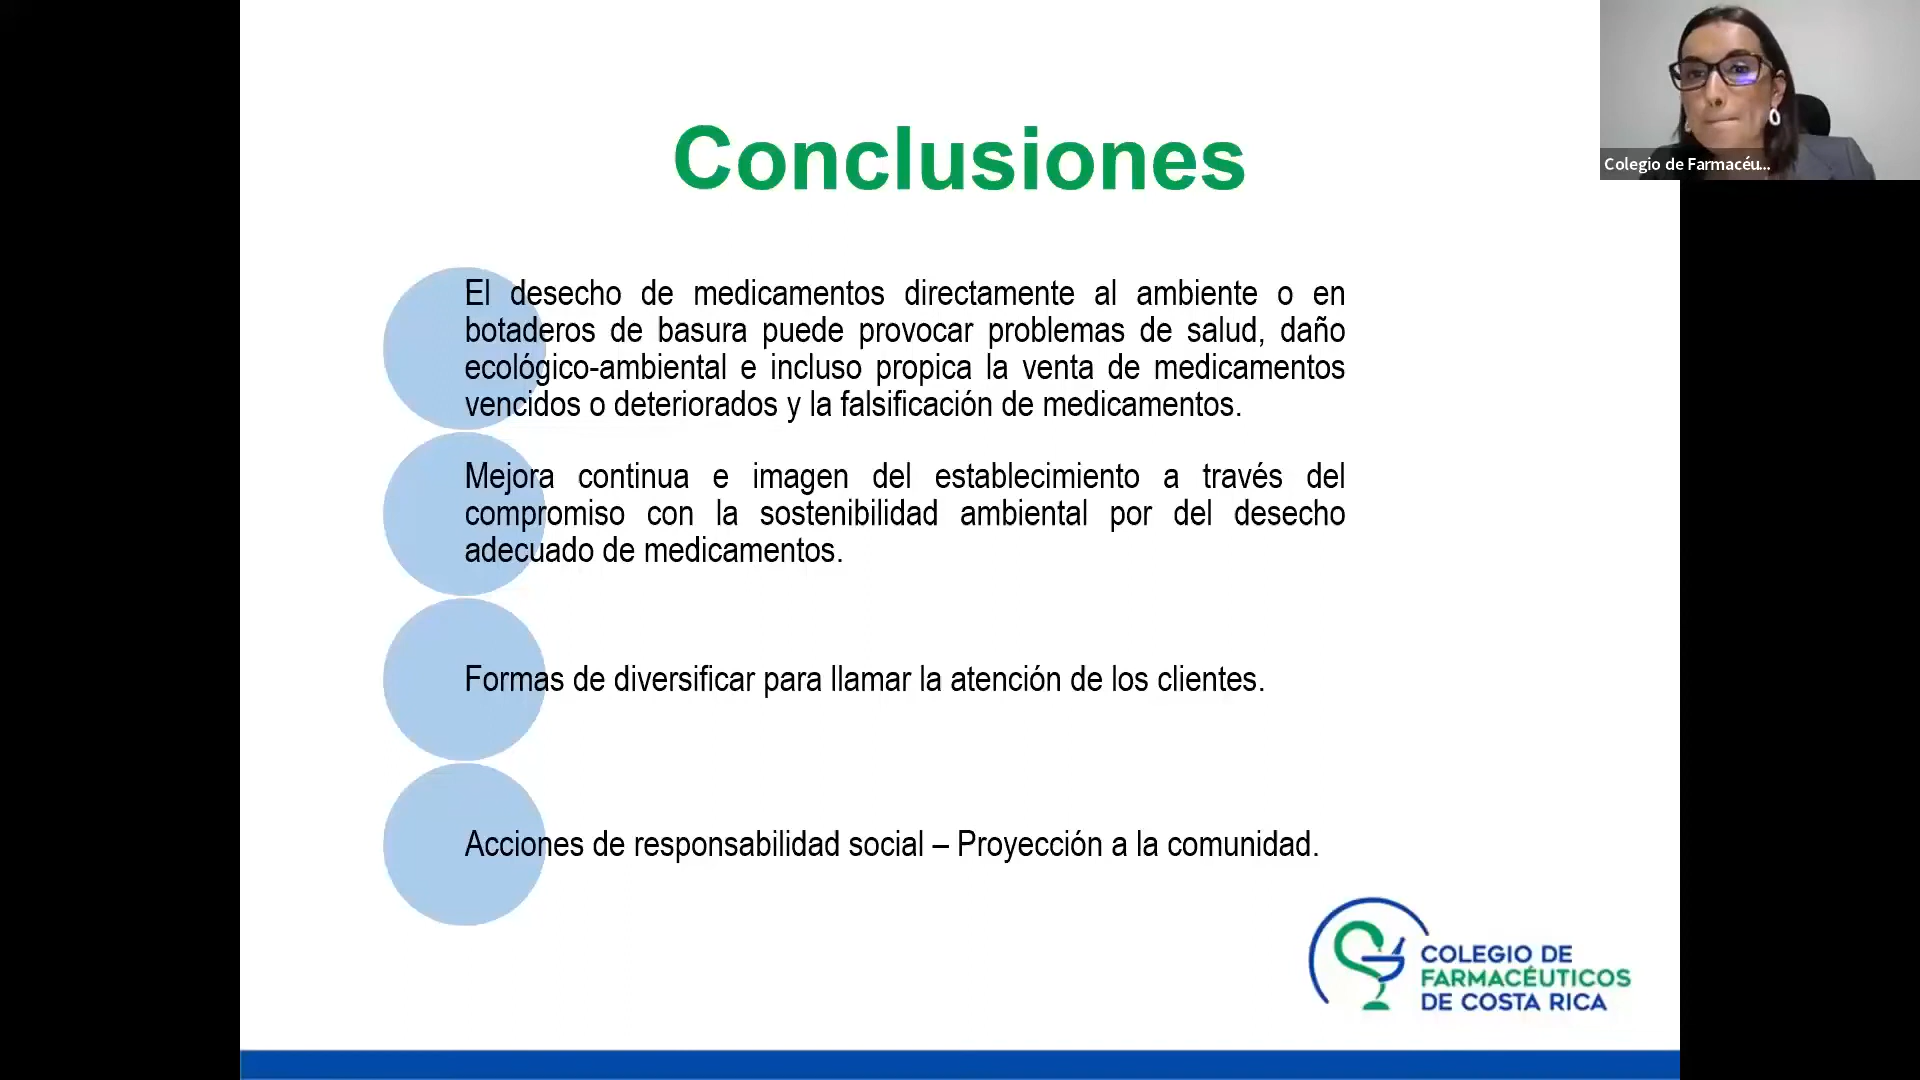 Conclusiones
El desecho de medicamentos directamente al ambiente o en
botaderos de basura puede provocar problemas de salud, daño
ecológico-ambiental e incluso propica la venta de medicamentos
vencidos o deteriorados y la falsificación de medicamentos.
Mejora continua e imagen del establecimiento a través del
compromiso con la sostenibilidad ambiental por del desecho
adecuado de medicamentos.
Formas de diversificar para llamar la atención de los clientes.
Acciones de responsabilidad social – Proyección a la comunidad.
COLEGIO DE
FARMACÉUTICOS
DE COSTA RICA
Colegio de Farmacéu...